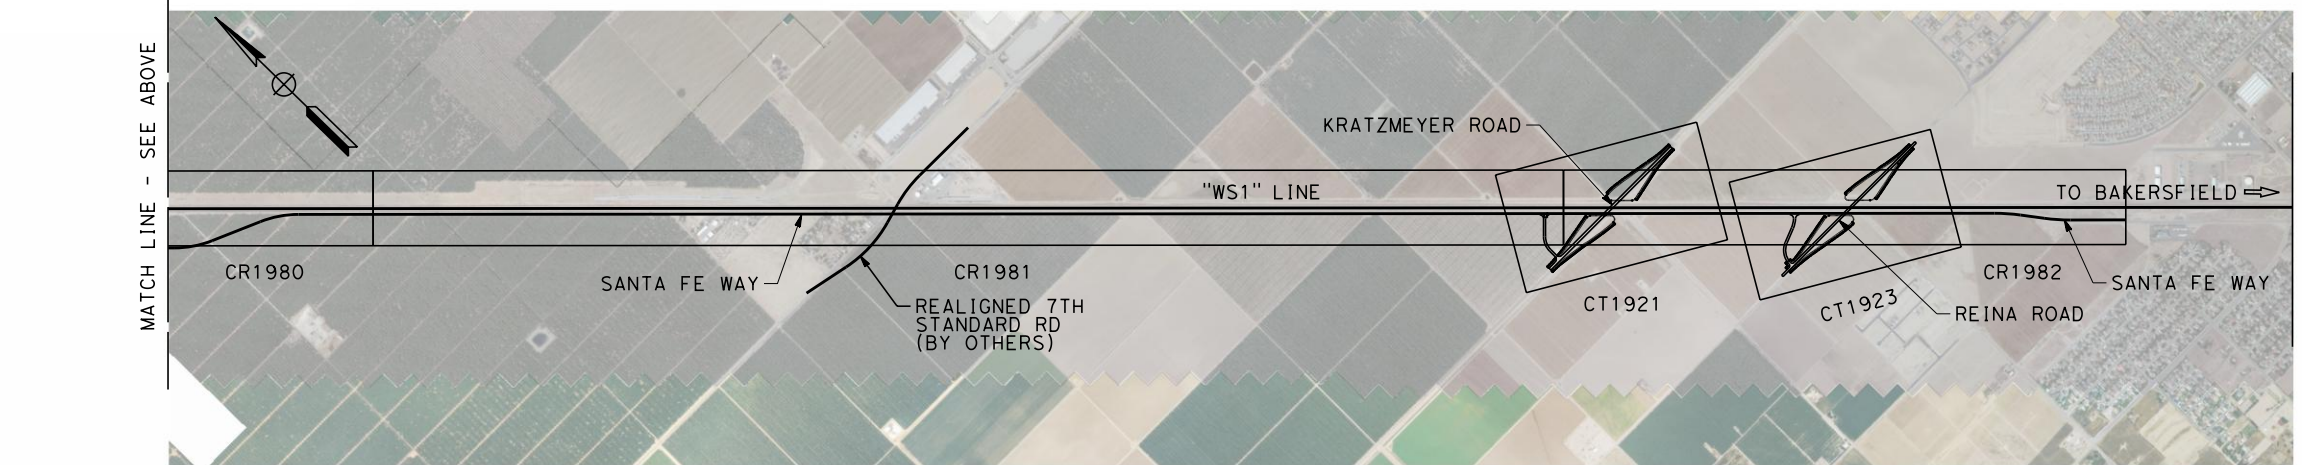 MATCH LINE - SEE ABOVE
KRATZMEYER ROAD
"WS1" LINE
TO BAKERSFIELD
CR1980
SANTA FE WAY
CR1981
REALIGNED 7TH
STANDARD RD
(BY OTHERS)
CT1921
CT1923
CR1982
SANTA FE WAY
REINA ROAD